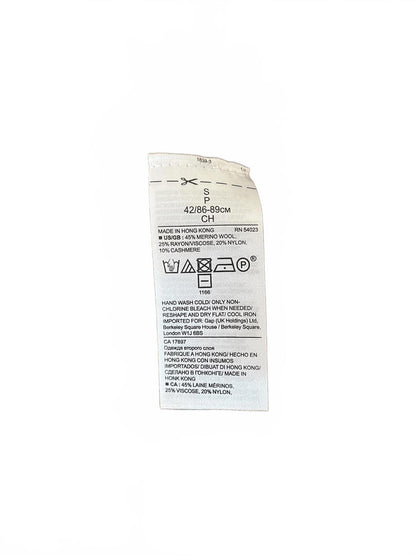 S
P
42/86-89CM
CH
MADE IN HONG KONG RN 54023
■ US/GB : 45% MERINO WOOL,
25% RAYON/VISCOSE, 20% NYLON,
10% CASHMERE
P
1166
HAND WASH COLD/ ONLY NON-
CHLORINE BLEACH WHEN NEEDED/
RESHAPE AND DRY FLAT/ COOL IRON
IMPORTED FOR: Gap (UK Holdings) Ltd,
Berkeley Square House / Berkeley Square,
London W1J 6BS
CA 17897
Одежда второго слоя
FABRIQUE A HONG KONG/ HECHO EN
HONG KONG CON INSUMOS
IMPORTADOS/ DIBUAT DI HONG KONG/
СДЕЛАНО В ГОНКОНГЕ/ MADE IN
HONK KONG
■ CA : 45% LAINE MÉRINOS,
25% VISCOSE, 20% NYLON,